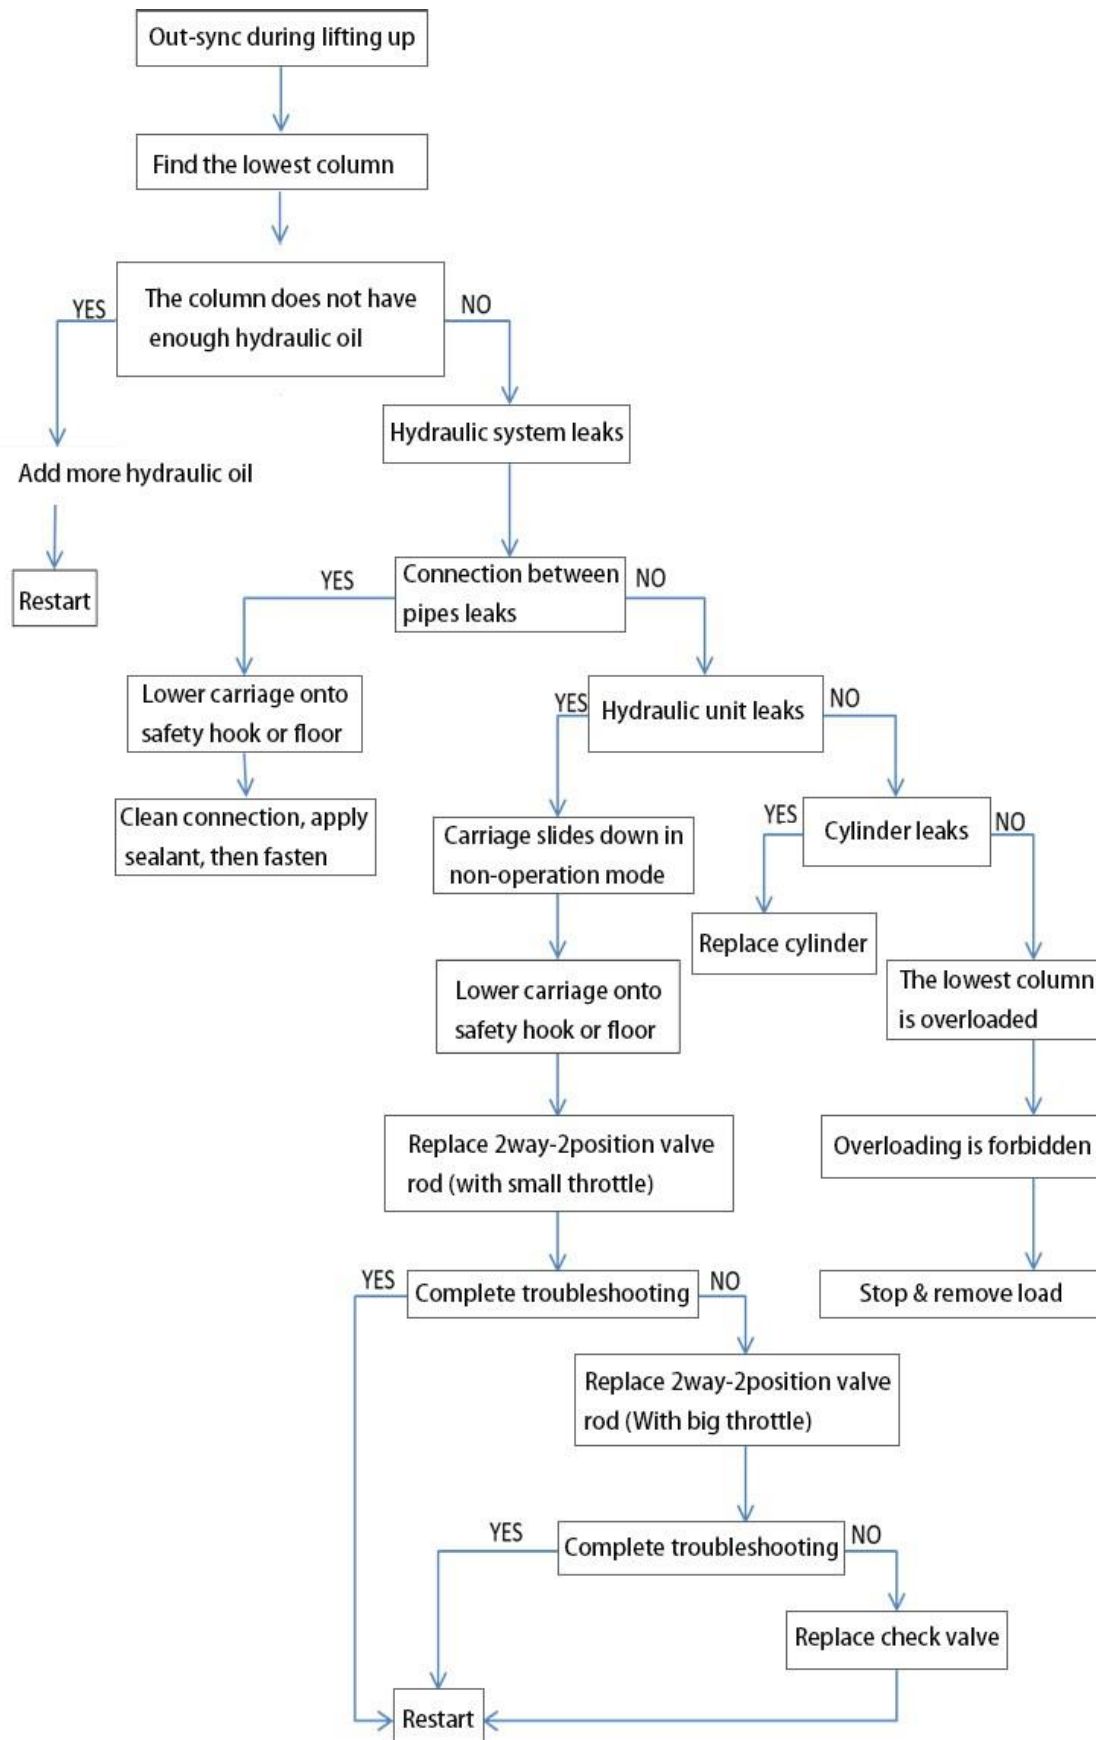 Out-sync during lifting up
Find the lowest column
The column does not have
enough hydraulic oil
YES
NO
Add more hydraulic oil
Restart
Hydraulic system leaks
Connection between
pipes leaks
YES
NO
Lower carriage onto
safety hook or floor
Clean connection, apply
sealant, then fasten
Hydraulic unit leaks
YES
NO
Carriage slides down in
non-operation mode
Lower carriage onto
safety hook or floor
Replace 2way-2position valve
rod (with small throttle)
Cylinder leaks
YES
NO
Replace cylinder
The lowest column
is overloaded
Overloading is forbidden
Stop & remove load
Complete troubleshooting
YES
NO
Replace 2way-2position valve
rod (With big throttle)
Complete troubleshooting
YES
NO
Replace check valve
Restart